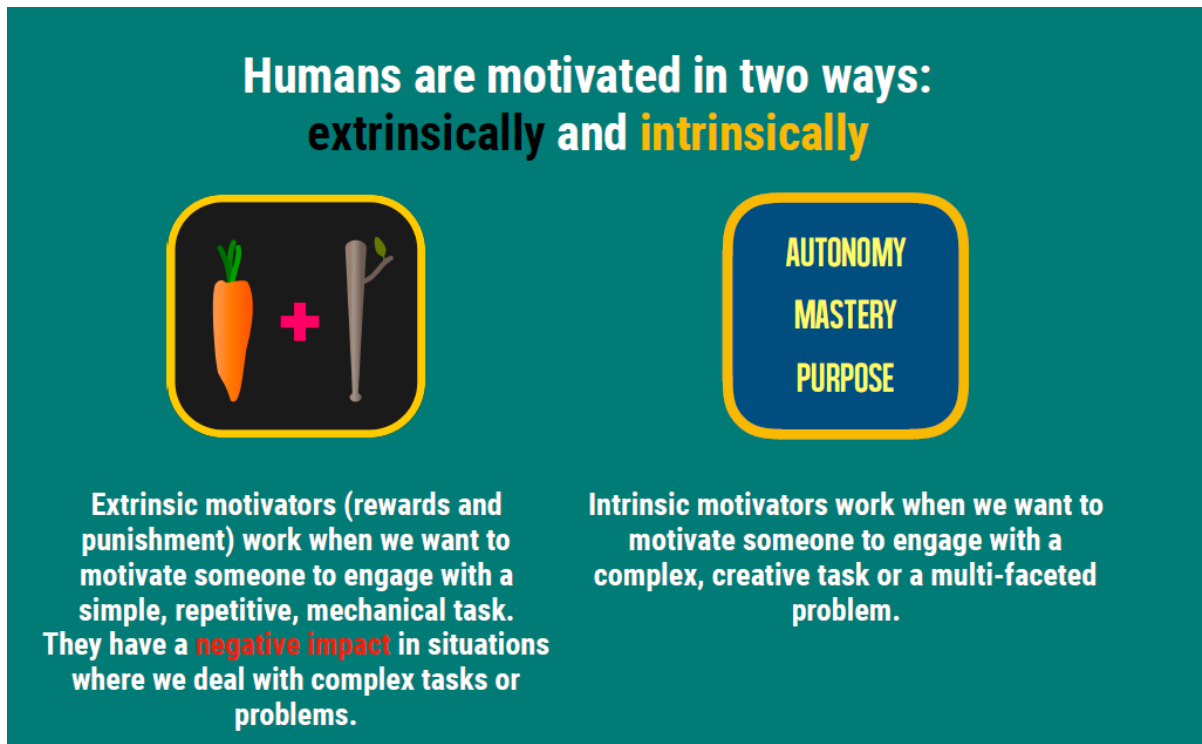 Humans are motivated in two ways:
extrinsically and intrinsically
AUTONOMY
MASTERY
PURPOSE
Extrinsic motivators (rewards and
punishment) work when we want to
motivate someone to engage with a
simple, repetitive, mechanical task.
They have a negative impact in situations
where we deal with complex tasks or
problems.
Intrinsic motivators work when we want to
motivate someone to engage with a
complex, creative task or a multi-faceted
problem.